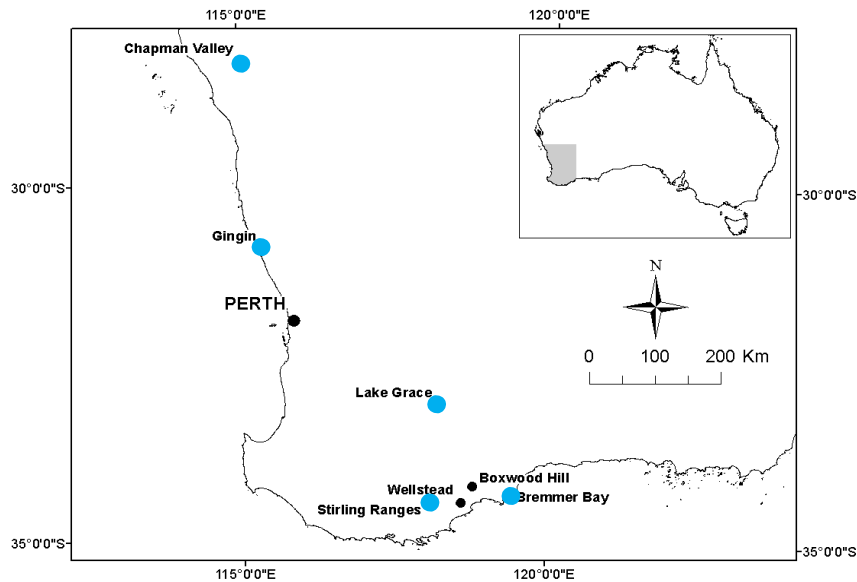 115°0'0"E 120°0'0"E
Chapman Valley
30°0'0"S 30°0'0"S
Gingin
N
PERTH
0 100 200 Km
Lake Grace
Boxwood Hill
Wellstead
Bremmer Bay
Stirling Ranges
35°0'0"S 35°0'0"S
115°0'0"E 120°0'0"E